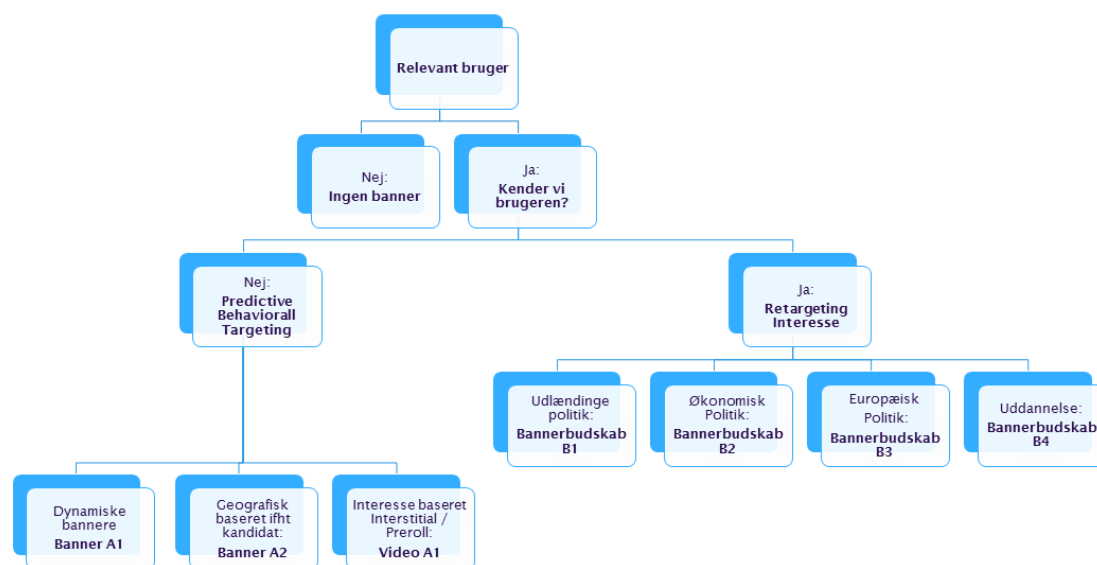 Relevant bruger
Nej:
Ingen banner
Ja:
Kender vi
brugeren?
Nej:
Predictive
Behaviorall
Targeting
Ja:
Retargeting
Interesse
Udlændinge
politik:
Bannerbudskab
B1
Økonomisk
Politik:
Bannerbudskab
B2
Europæisk
Politik:
Bannerbudskab
B3
Uddannelse:
Bannerbudskab
B4
Dynamiske
bannere
Banner A1
Geografisk
baseret ifht
kandidat:
Banner A2
Interesse baseret
Interstitial /
Preroll:
Video A1